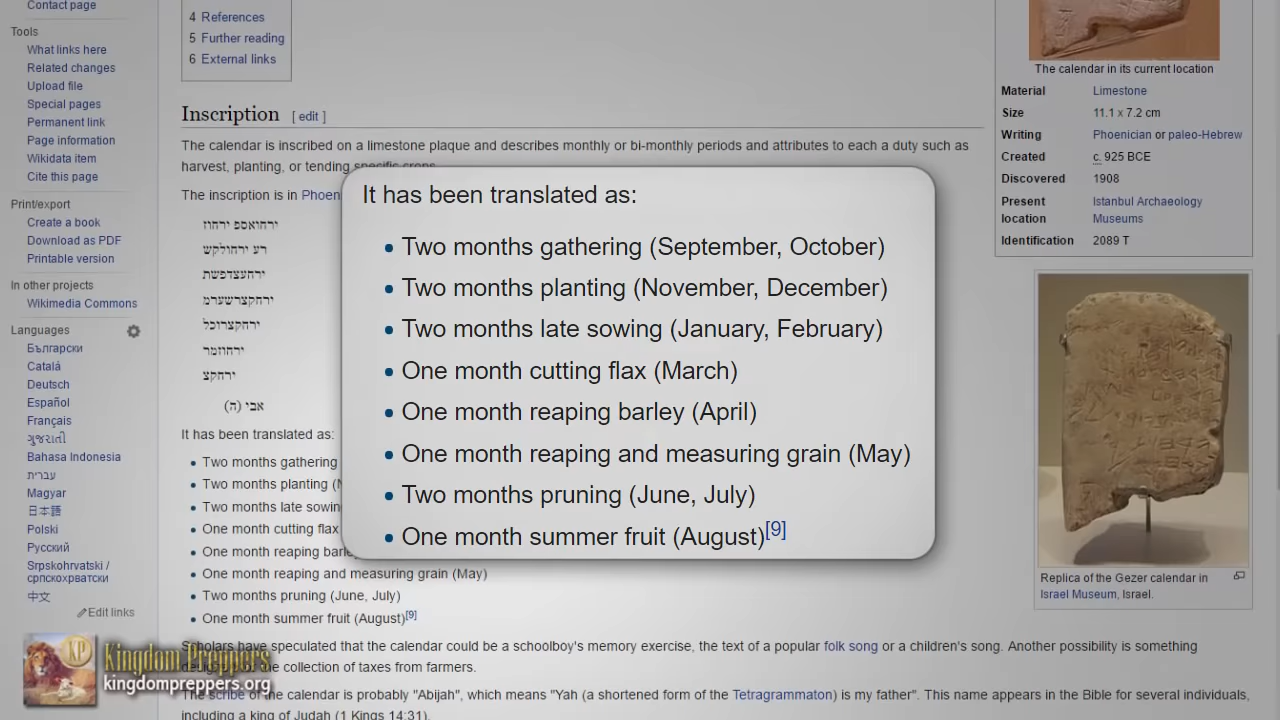 Contact page
Tools
What links here
Related changes
Upload file
Special pages
Permanent link
Page information
Wikidata item
Cite this page
Print/export
Create a book
Download as PDF
Printable version
In other projects
Wikimedia Commons
Languages
Български
Català
Deutsch
Español
Français
ગુજરાતી
Bahasa Indonesia
עברית
Magyar
日本語
Polski
Русский
Srpskohrvatski /
српскохрватски
中文
Edit links
4 References
5 Further reading
6 External links
Inscription [ edit ]
The calendar is inscribed on a limestone plaque and describes monthly or bi-monthly periods and attributes to each a duty such as
harvest, planting, or tending specific crops.
The inscription is in Phoen
ירחואספ ירחוז
רע ירחולקש
ירחעצדפשת
ירחקצרשערמ
ירחקצרוכל
ירחוזמר
ירחקצ
אבי (ה)
It has been translated as:
Two months gathering
Two months planting (N
Two months late sowin
One month cutting flax
One month reaping barle
One month reaping and measuring grain (May)
Two months pruning (June, July)
One month summer fruit (August)[9]
It has been translated as:
• Two months gathering (September, October)
• Two months planting (November, December)
• Two months late sowing (January, February)
• One month cutting flax (March)
• One month reaping barley (April)
• One month reaping and measuring grain (May)
• Two months pruning (June, July)
• One month summer fruit (August)[9]
Scholars have speculated that the calendar could be a schoolboy's memory exercise, the text of a popular folk song or a children's song. Another possibility is something
the collection of taxes from farmers.
The scribe of the calendar is probably "Abijah", which means "Yah (a shortened form of the Tetragrammaton) is my father". This name appears in the Bible for several individuals,
including a king of Judah (1 Kings 14:31).
The calendar in its current location
Material Limestone
Size 11.1 x 7.2 cm
Writing Phoenician or paleo-Hebrew
Created c. 925 BCE
Discovered 1908
Present location Istanbul Archaeology Museums
Identification 2089 T
Replica of the Gezer calendar in
Israel Museum, Israel.
KP
Kingdom Preppers
kingdompreppers.org